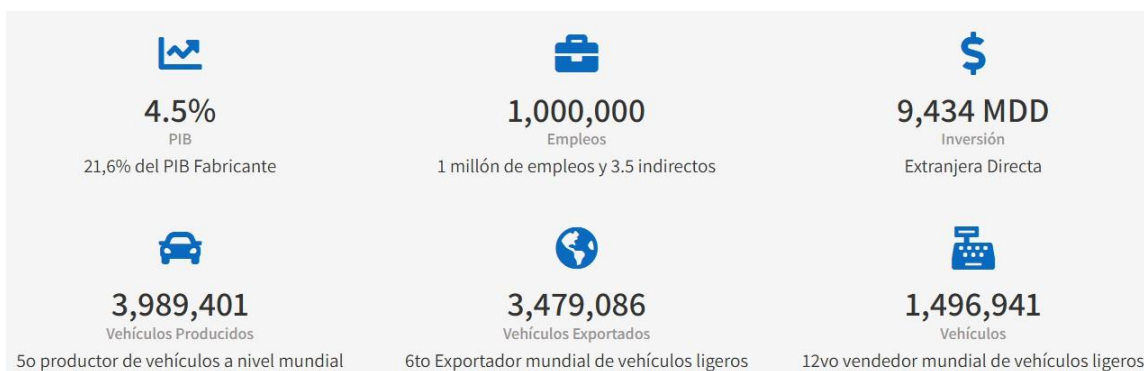 4.5%
PIB
21,6% del PIB Fabricante
1,000,000
Empleos
1 millón de empleos y 3.5 indirectos
9,434 MDD
Inversión
Extranjera Directa
3,989,401
Vehículos Producidos
5o productor de vehículos a nivel mundial
3,479,086
Vehículos Exportados
6to Exportador mundial de vehículos ligeros
1,496,941
Vehículos
12vo vendedor mundial de vehículos ligeros